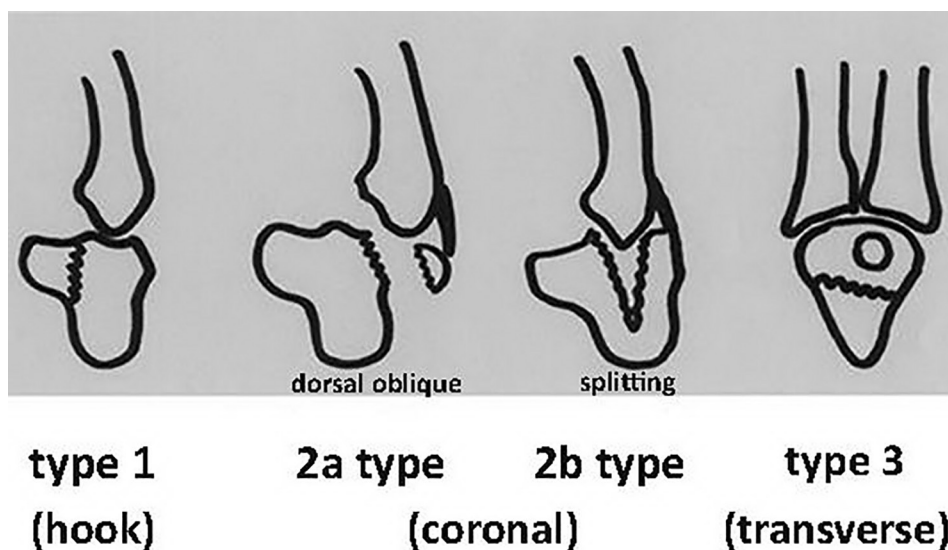 dorsal oblique splitting
type 1 2a type 2b type type 3
(hook) (coronal) (transverse)